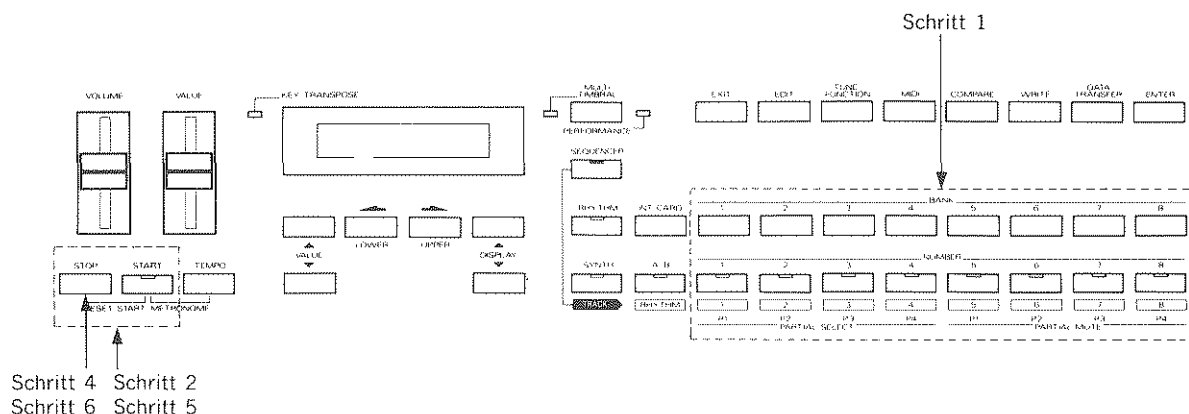 Schritt 1
VOLUME VALUE
KEY TRANSPOSE
MULTI-
TIMBRAL
PERFORMANCE
SEQUENCER
EXIT EDIT TUNE FUNCTION MIDI COMPARE WRITE DATA TRANSFER ENTER
BANK
RHYTHM INT CARD 1 2 3 4 5 6 7 8
VALUE LOWER UPPER DISPLAY
NUMBER
STOP START TEMPO
SYNTH A B 1 2 3 4 5 6 7 8
RESET START METRONOME
TRACK RHYTHM 1 2 3 4 5 6 7 8
P1 P2 P3 P4 P1 P2 P3 P4
PARTIAL SELECT PARTIAL MUTE
Schritt 4 Schritt 2
Schritt 6 Schritt 5